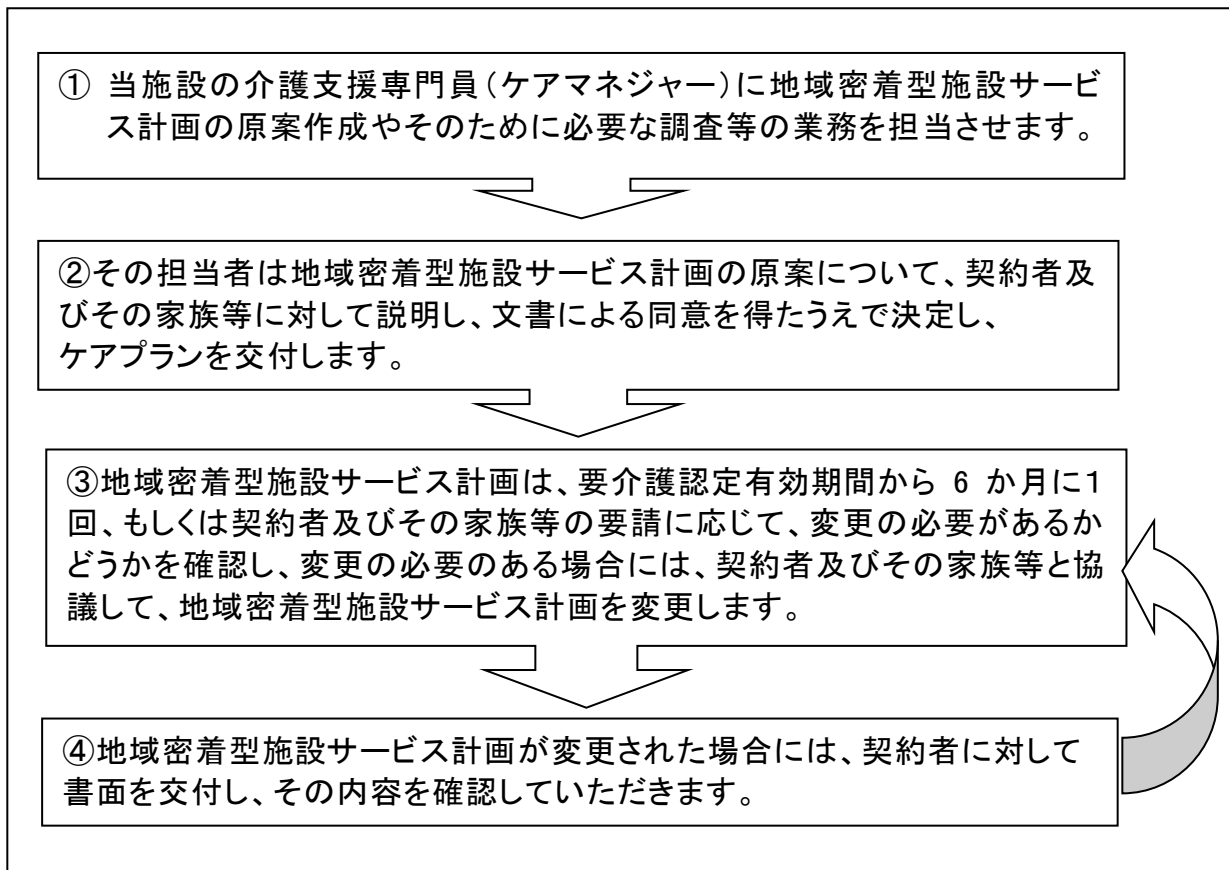 ① 当施設の介護支援専門員(ケアマネジャー)に地域密着型施設サービ
ス計画の原案作成やそのために必要な調査等の業務を担当させます。
②その担当者は地域密着型施設サービス計画の原案について、契約者及
びその家族等に対して説明し、文書による同意を得たうえで決定し、
ケアプランを交付します。
③地域密着型施設サービス計画は、要介護認定有効期間から 6 か月に1
回、もしくは契約者及びその家族等の要請に応じて、変更の必要があるか
どうかを確認し、変更の必要のある場合には、契約者及びその家族等と協
議して、地域密着型施設サービス計画を変更します。
④地域密着型施設サービス計画が変更された場合には、契約者に対して
書面を交付し、その内容を確認していただきます。